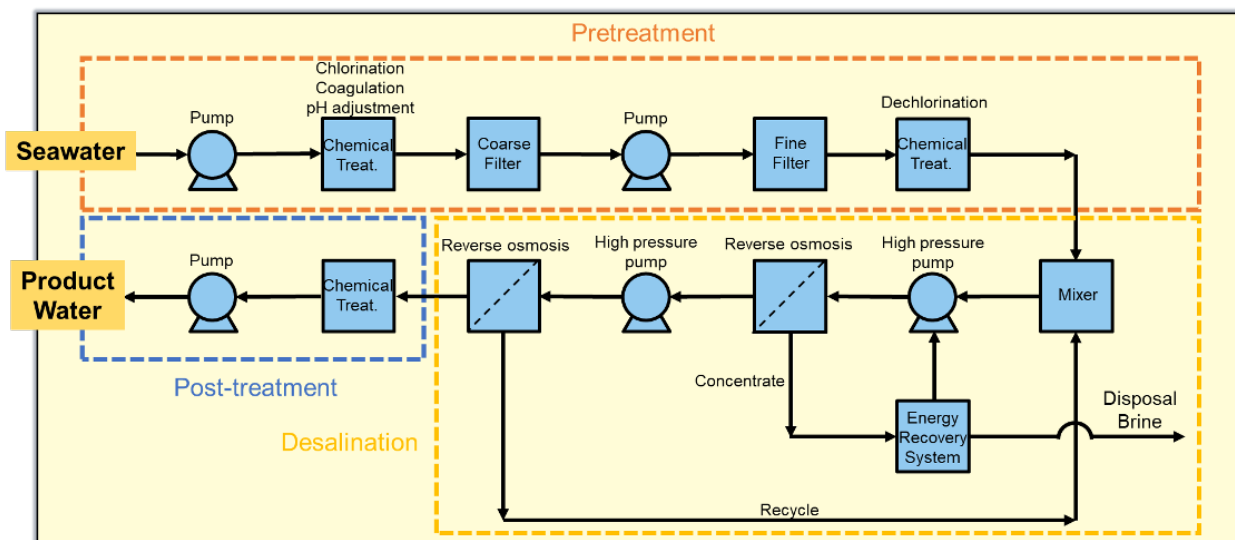 Pretreatment
Chlorination
Coagulation
pH adjustment
Dechlorination
Pump
Pump
Seawater
Chemical
Treat.
Coarse
Filter
Fine
Filter
Chemical
Treat.
Reverse osmosis
High pressure
pump
Reverse osmosis
High pressure
pump
Pump
Product
Water
Chemical
Treat.
Mixer
Post-treatment
Concentrate
Desalination
Energy
Recovery
System
Disposal
Brine
Recycle